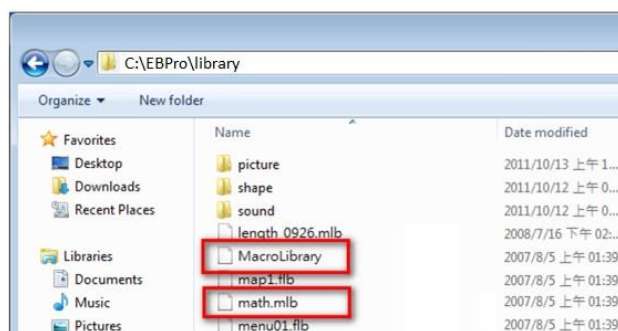 C:\EBPro\library
Organize
New folder
Favorites
Desktop
Downloads
Recent Places
Libraries
Documents
Music
Pictures
Name
Date modified
picture
2011/10/13 上午 1...
shape
2011/10/12 上午 0...
sound
2011/10/12 上午 0...
length_0926.mlb
2008/7/16 下午 02:...
MacroLibrary
2007/8/5 上午 01:39
map1.flb
2007/8/5 上午 01:39
math.mlb
2007/8/5 上午 01:39
menu01.flb
2007/8/5 上午 01:39